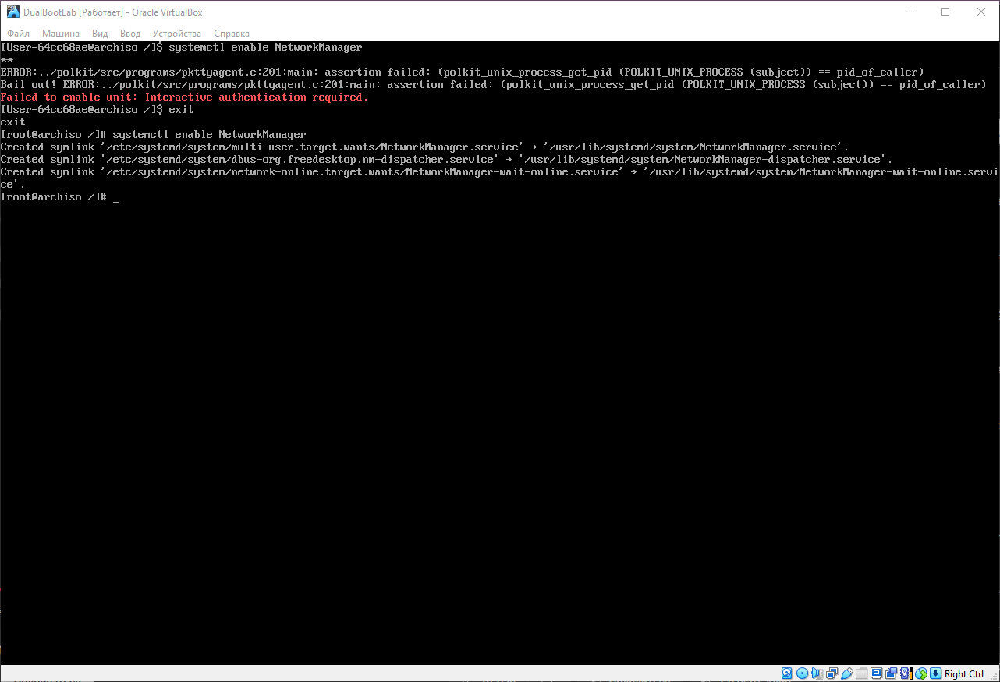 DualBootLab [Работает] - Oracle VirtualBox
Файл Машина Вид Ввод Устройства Справка
[User-64cc68ae@archiso /]$ systemctl enable NetworkManager
**
ERROR:../polkit/src/programs/pkttyagent.c:201:main: assertion failed: (polkit_unix_process_get_pid (POLKIT_UNIX_PROCESS (subject)) == pid_of_caller)
Bail out! ERROR:../polkit/src/programs/pkttyagent.c:201:main: assertion failed: (polkit_unix_process_get_pid (POLKIT_UNIX_PROCESS (subject)) == pid_of_caller)
Failed to enable unit: Interactive authentication required.
[User-64cc68ae@archiso /]$ exit
exit
[root@archiso /]# systemctl enable NetworkManager
Created symlink '/etc/systemd/system/multi-user.target.wants/NetworkManager.service' → '/usr/lib/systemd/system/NetworkManager.service'.
Created symlink '/etc/systemd/system/dbus-org.freedesktop.nm-dispatcher.service' → '/usr/lib/systemd/system/NetworkManager-dispatcher.service'.
Created symlink '/etc/systemd/system/network-online.target.wants/NetworkManager-wait-online.service' → '/usr/lib/systemd/system/NetworkManager-wait-online.servi
ce'.
[root@archiso /]# _
Right Ctrl